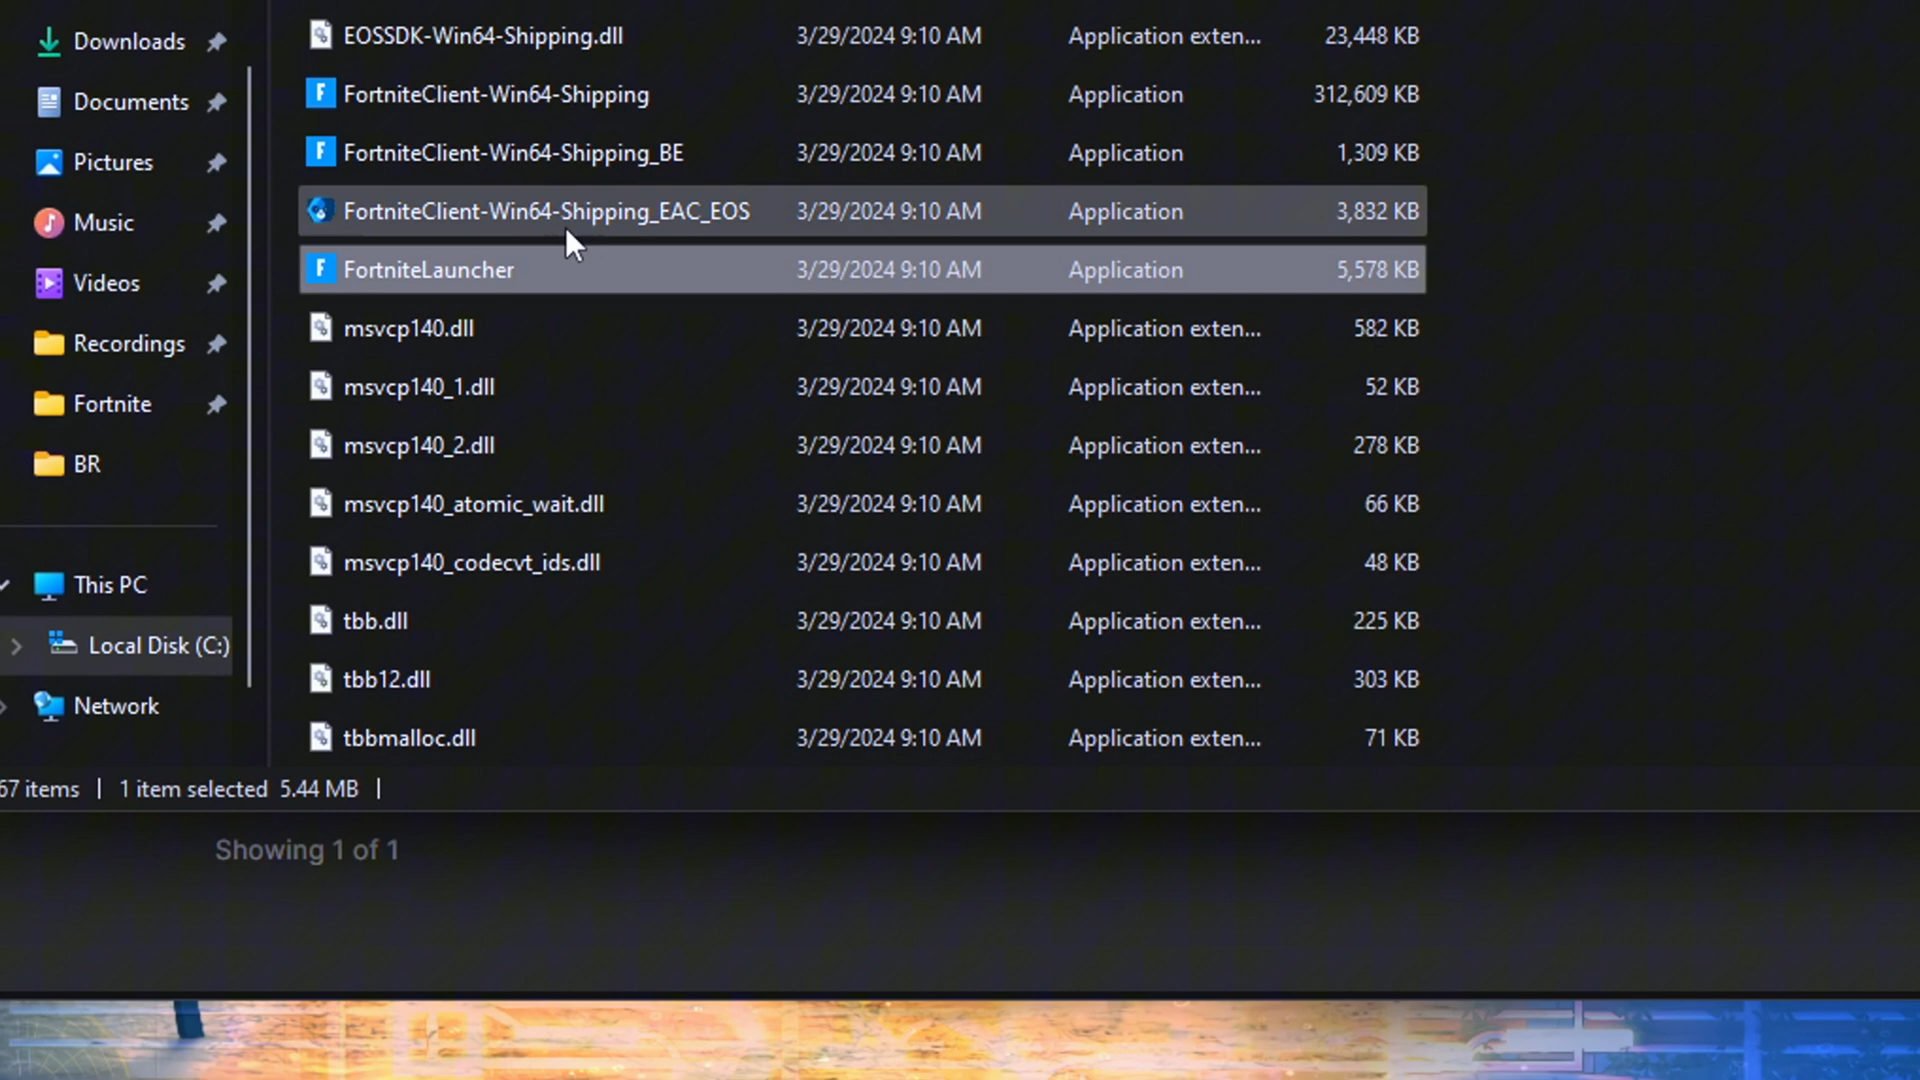 Downloads
Documents
Pictures
Music
Videos
Recordings
Fortnite
BR
This PC
Local Disk (C:)
Network
EOSSDK-Win64-Shipping.dll 3/29/2024 9:10 AM Application exten... 23,448 KB
FortniteClient-Win64-Shipping 3/29/2024 9:10 AM Application 312,609 KB
FortniteClient-Win64-Shipping_BE 3/29/2024 9:10 AM Application 1,309 KB
FortniteClient-Win64-Shipping_EAC_EOS 3/29/2024 9:10 AM Application 3,832 KB
FortniteLauncher 3/29/2024 9:10 AM Application 5,578 KB
msvcp140.dll 3/29/2024 9:10 AM Application exten... 582 KB
msvcp140_1.dll 3/29/2024 9:10 AM Application exten... 52 KB
msvcp140_2.dll 3/29/2024 9:10 AM Application exten... 278 KB
msvcp140_atomic_wait.dll 3/29/2024 9:10 AM Application exten... 66 KB
msvcp140_codecvt_ids.dll 3/29/2024 9:10 AM Application exten... 48 KB
tbb.dll 3/29/2024 9:10 AM Application exten... 225 KB
tbb12.dll 3/29/2024 9:10 AM Application exten... 303 KB
tbbmalloc.dll 3/29/2024 9:10 AM Application exten... 71 KB
67 items | 1 item selected 5.44 MB |
Showing 1 of 1